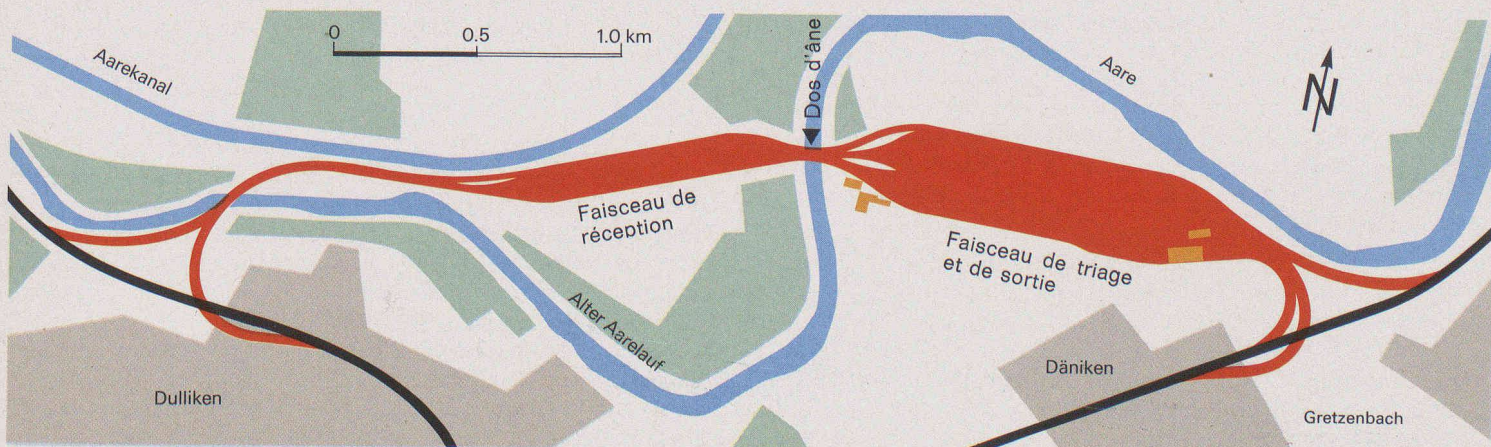 0 0.5 1.0 km
Aarekanal
Dos d'âne
Aare
N
Faisceau de
réception
Faisceau de triage
et de sortie
Alter Aarelauf
Däniken
Dulliken
Gretzenbach